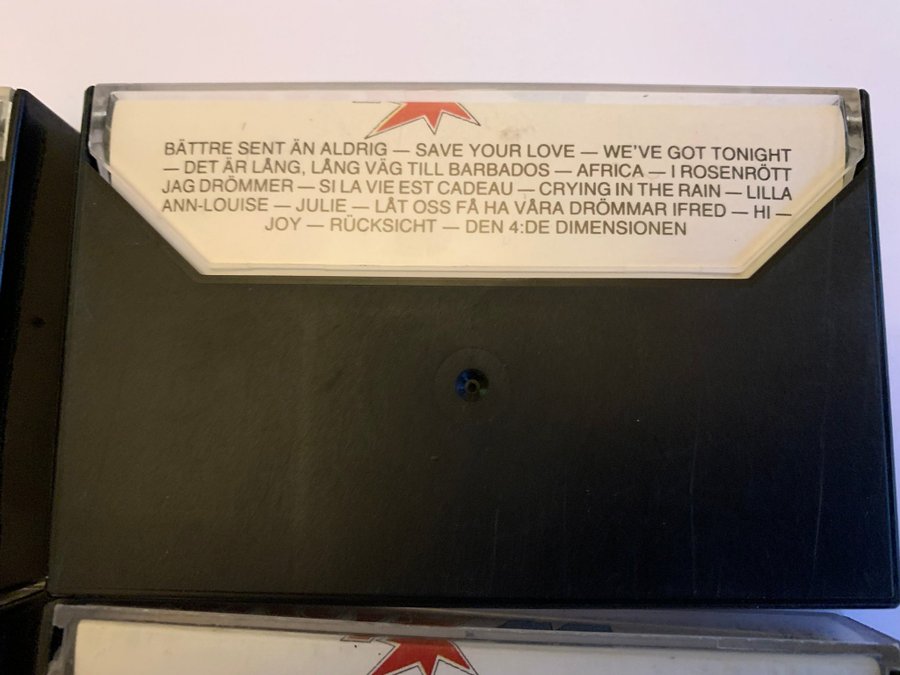 BÄTTRE SENT ÄN ALDRIG — SAVE YOUR LOVE — WE'VE GOT TONIGHT
— DET ÄR LÅNG, LÅNG VÄG TILL BARBADOS — AFRICA — I ROSENRÖTT
JAG DRÖMMER — SI LA VIE EST CADEAU — CRYING IN THE RAIN — LILLA
ANN-LOUISE — JULIE — LÅT OSS FÅ HA VÅRA DRÖMMAR IFRED — HI —
JOY — RÜCKSICHT — DEN 4:DE DIMENSIONEN